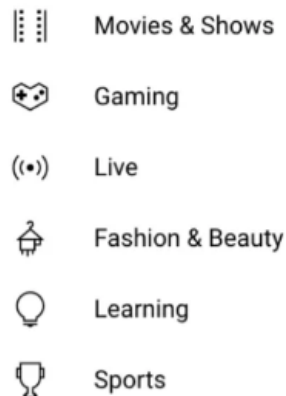 Movies & Shows
Gaming
Live
Fashion & Beauty
Learning
Sports